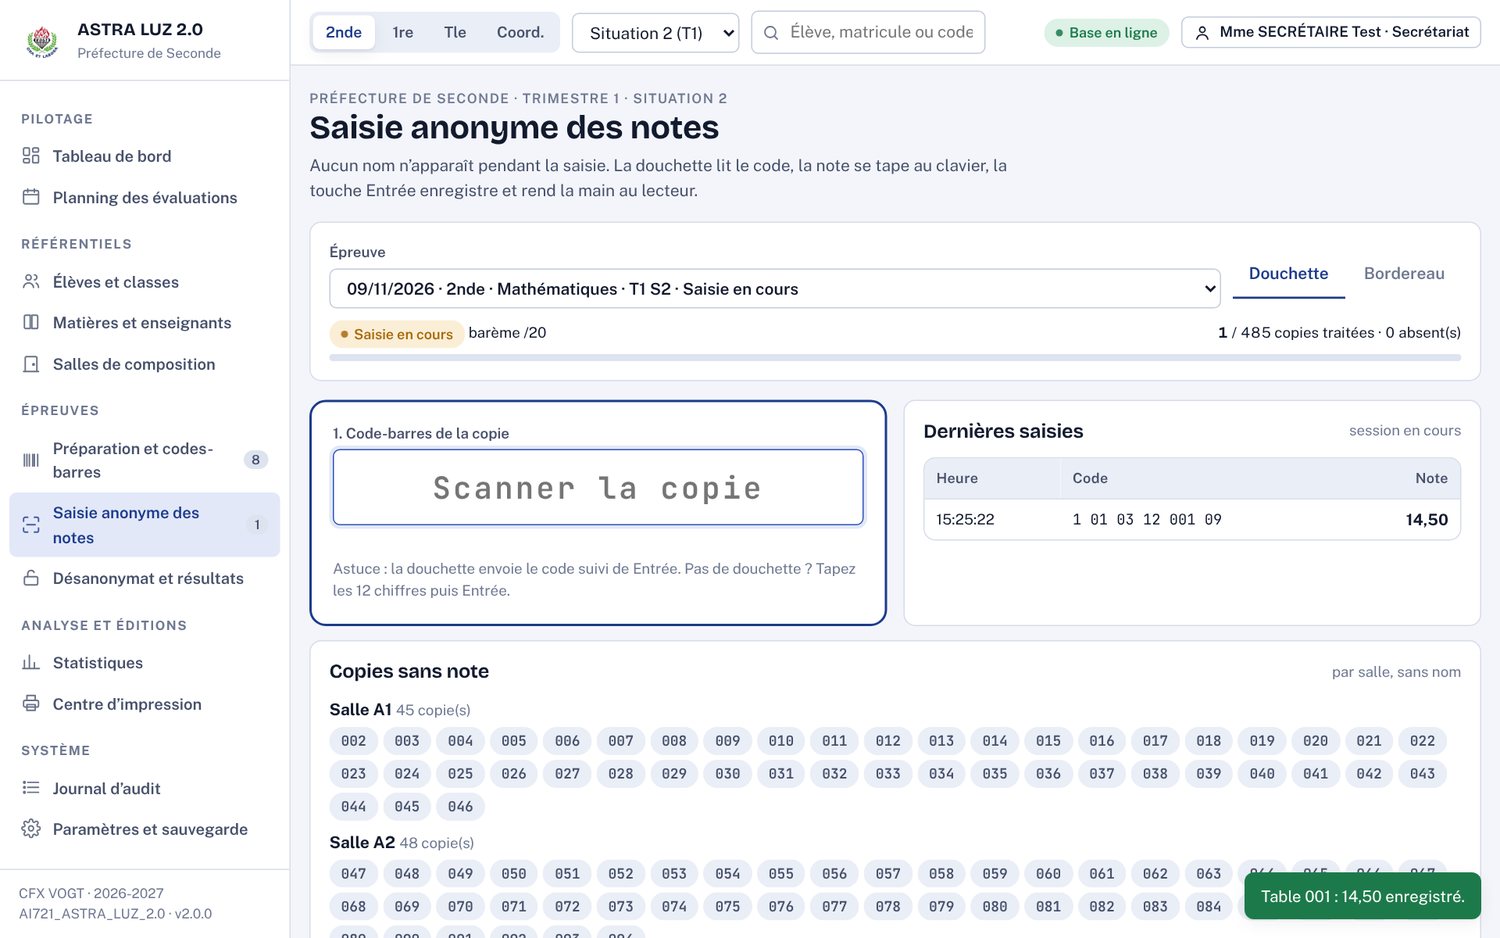 ASTRA LUZ 2.0
Préfecture de Seconde
PILOTAGE
Tableau de bord
Planning des évaluations
RÉFÉRENTIELS
Élèves et classes
Matières et enseignants
Salles de composition
ÉPREUVES
Préparation et codes-
barres
8
Saisie anonyme des
notes
1
Désanonymat et résultats
ANALYSE ET ÉDITIONS
Statistiques
Centre d’impression
SYSTÈME
Journal d’audit
Paramètres et sauvegarde
CFX VOGT · 2026-2027
AI721_ASTRA_LUZ_2.0 · v2.0.0
2nde 1re Tle Coord. Situation 2 (T1) Élève, matricule ou code Base en ligne Mme SECRÉTAIRE Test · Secrétariat
PRÉFECTURE DE SECONDE · TRIMESTRE 1 · SITUATION 2
Saisie anonyme des notes
Aucun nom n’apparaît pendant la saisie. La douchette lit le code, la note se tape au clavier, la
touche Entrée enregistre et rend la main au lecteur.
Épreuve
09/11/2026 · 2nde · Mathématiques · T1 S2 · Saisie en cours
Douchette Bordereau
Saisie en cours barème /20 1 / 485 copies traitées · 0 absent(s)
1. Code-barres de la copie
Scanner la copie
Astuce : la douchette envoie le code suivi de Entrée. Pas de douchette ? Tapez
les 12 chiffres puis Entrée.
Dernières saisies session en cours
Heure Code Note
15:25:22 1 01 03 12 001 09 14,50
Copies sans note par salle, sans nom
Salle A1 45 copie(s)
002 003 004 005 006 007 008 009 010 011 012 013 014 015 016 017 018 019 020 021 022
023 024 025 026 027 028 029 030 031 032 033 034 035 036 037 038 039 040 041 042 043
044 045 046
Salle A2 48 copie(s)
047 048 049 050 051 052 053 054 055 056 057 058 059 060 061 062 063
068 069 070 071 072 073 074 075 076 077 078 079 080 081 082 083 084
Table 001 : 14,50 enregistré.